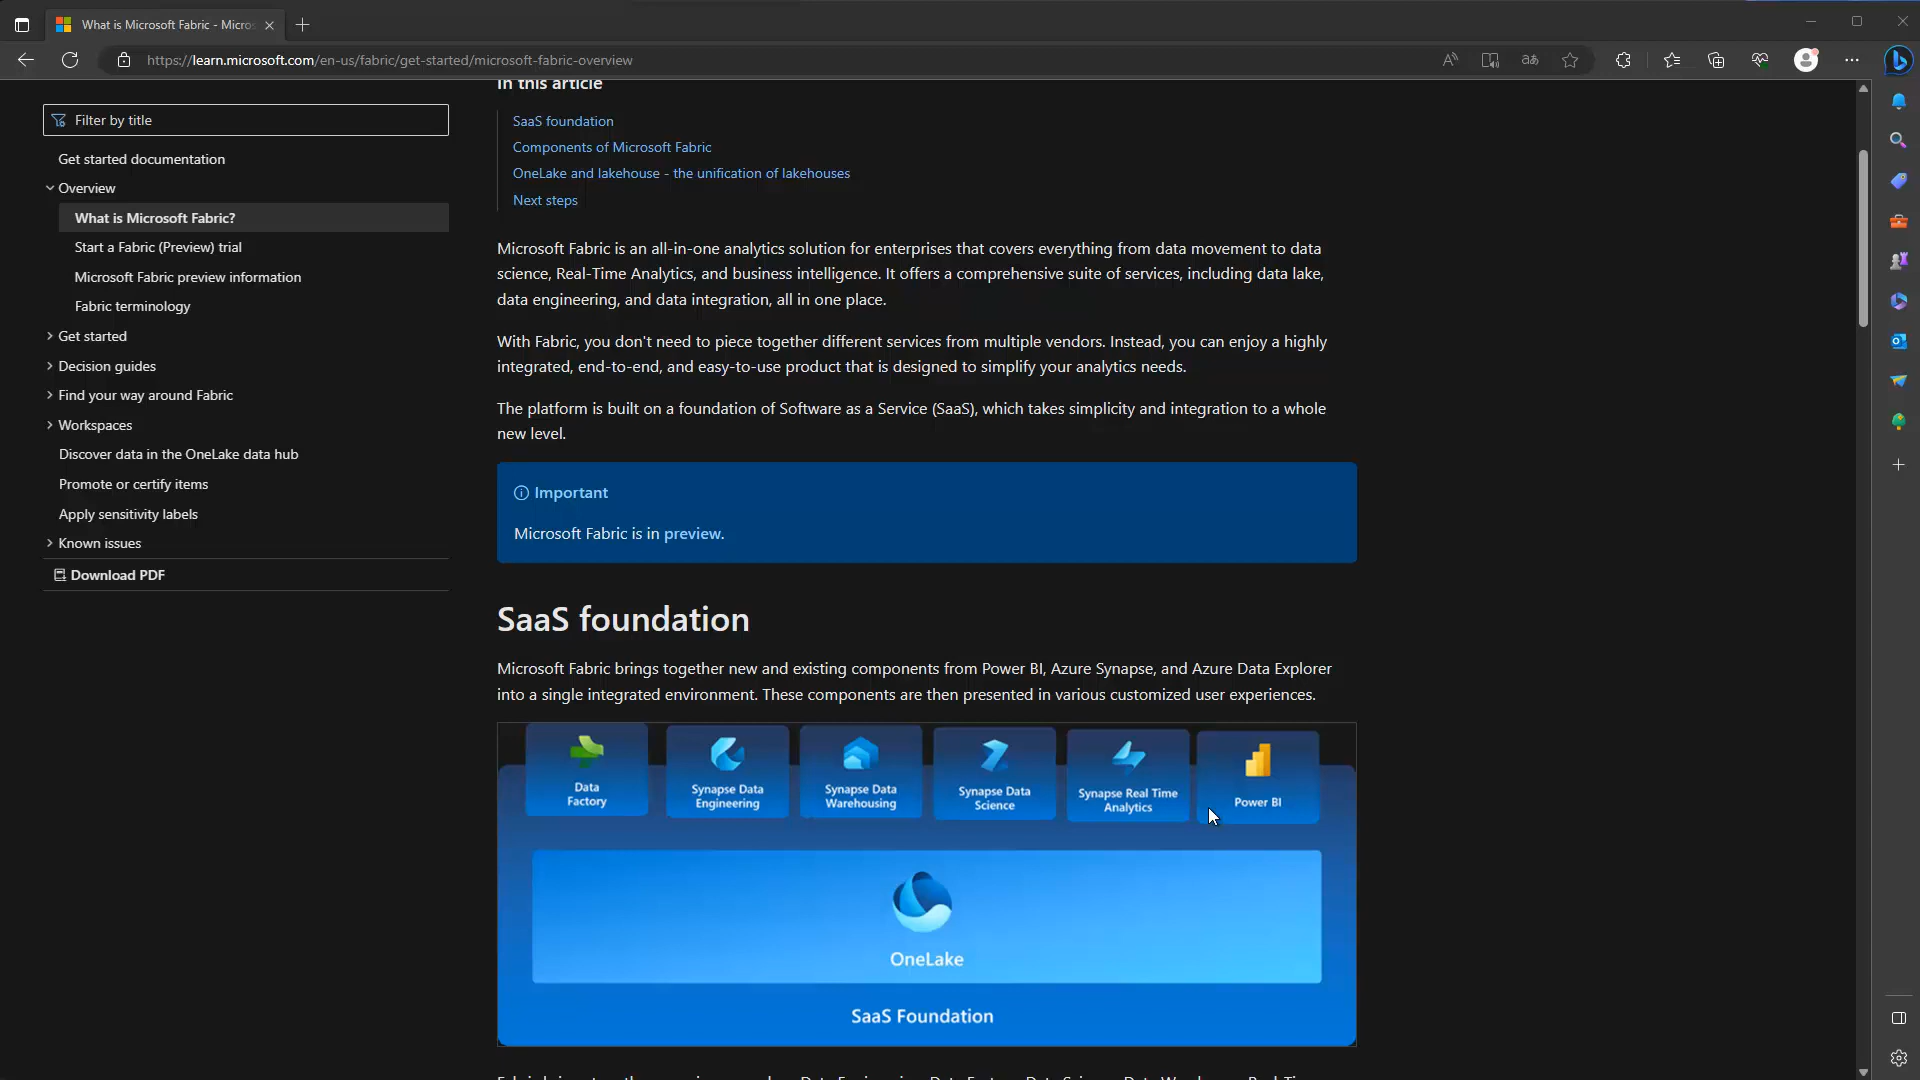 What is Microsoft Fabric - Micros
https://learn.microsoft.com/en-us/fabric/get-started/microsoft-fabric-overview
Filter by title
Get started documentation
Overview
What is Microsoft Fabric?
Start a Fabric (Preview) trial
Microsoft Fabric preview information
Fabric terminology
Get started
Decision guides
Find your way around Fabric
Workspaces
Discover data in the OneLake data hub
Promote or certify items
Apply sensitivity labels
Known issues
Download PDF
In this article
SaaS foundation
Components of Microsoft Fabric
OneLake and lakehouse - the unification of lakehouses
Next steps
Microsoft Fabric is an all-in-one analytics solution for enterprises that covers everything from data movement to data
science, Real-Time Analytics, and business intelligence. It offers a comprehensive suite of services, including data lake,
data engineering, and data integration, all in one place.
With Fabric, you don't need to piece together different services from multiple vendors. Instead, you can enjoy a highly
integrated, end-to-end, and easy-to-use product that is designed to simplify your analytics needs.
The platform is built on a foundation of Software as a Service (SaaS), which takes simplicity and integration to a whole
new level.
Important
Microsoft Fabric is in preview.
SaaS foundation
Microsoft Fabric brings together new and existing components from Power BI, Azure Synapse, and Azure Data Explorer
into a single integrated environment. These components are then presented in various customized user experiences.
Data
Factory
Synapse Data
Engineering
Synapse Data
Warehousing
Synapse Data
Science
Synapse Real Time
Analytics
Power BI
OneLake
SaaS Foundation